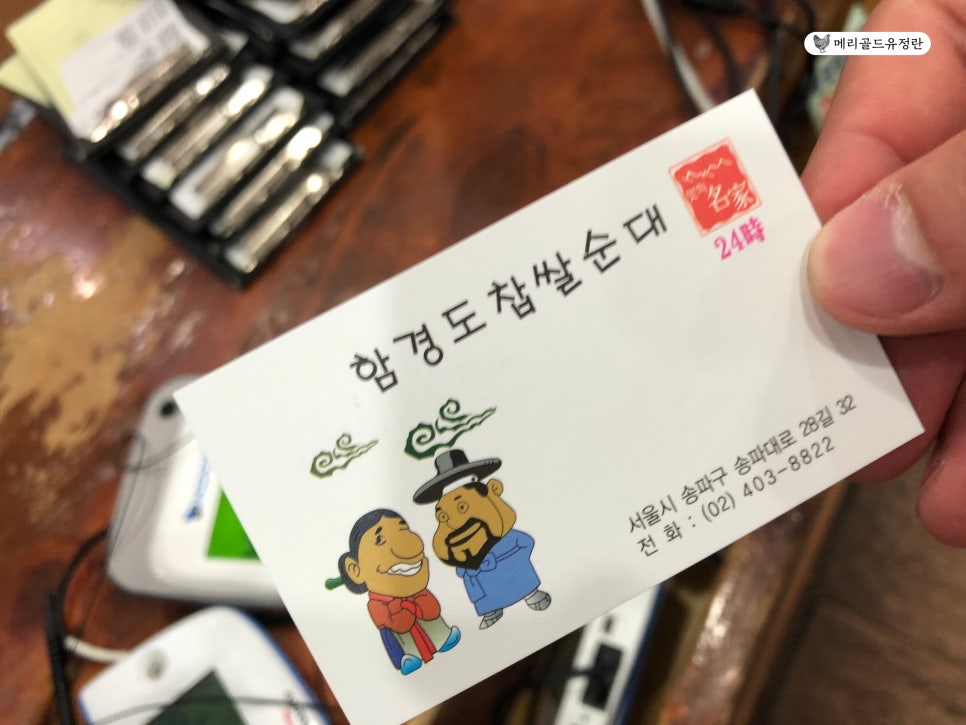 메리골드유정란
맛의
名家
24時
함경도찹쌀순대
서울시 송파구 송파대로 28길 32
전 화 : (02) 403-8822